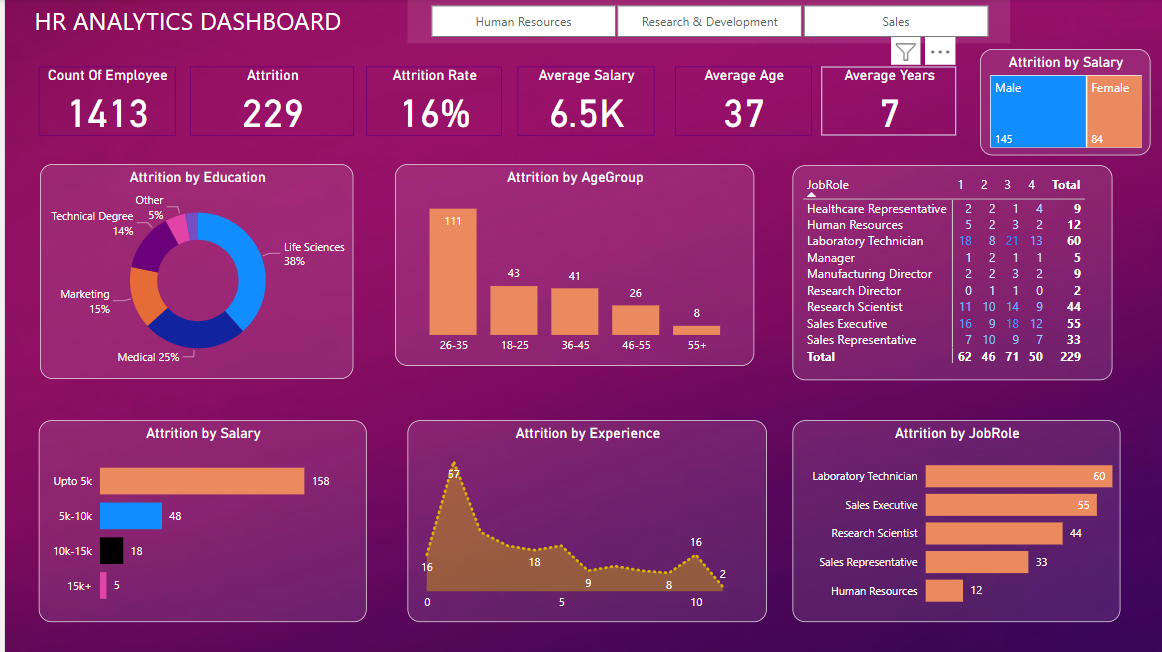 HR ANALYTICS DASHBOARD
Human Resources
Research & Development
Sales
Count Of Employee
1413
Attrition
229
Attrition Rate
16%
Average Salary
6.5K
Average Age
37
Average Years
7
Attrition by Salary
Male
145
Female
84
Attrition by Education
Other
5%
Technical Degree
14%
Life Sciences
38%
Marketing
15%
Medical 25%
Attrition by AgeGroup
111
43
41
26
8
26-35
18-25
36-45
46-55
55+
JobRole 1 2 3 4 Total
Healthcare Representative 2 2 1 4 9
Human Resources 5 2 3 2 12
Laboratory Technician 18 8 21 13 60
Manager 1 2 1 1 5
Manufacturing Director 2 2 3 2 9
Research Director 0 1 1 0 2
Research Scientist 11 10 14 9 44
Sales Executive 16 9 18 12 55
Sales Representative 7 10 9 7 33
Total 62 46 71 50 229
Attrition by Salary
Upto 5k 158
5k-10k 48
10k-15k 18
15k+ 5
Attrition by Experience
57
16
18
9
8
16
2
0
5
10
Attrition by JobRole
Laboratory Technician 60
Sales Executive 55
Research Scientist 44
Sales Representative 33
Human Resources 12